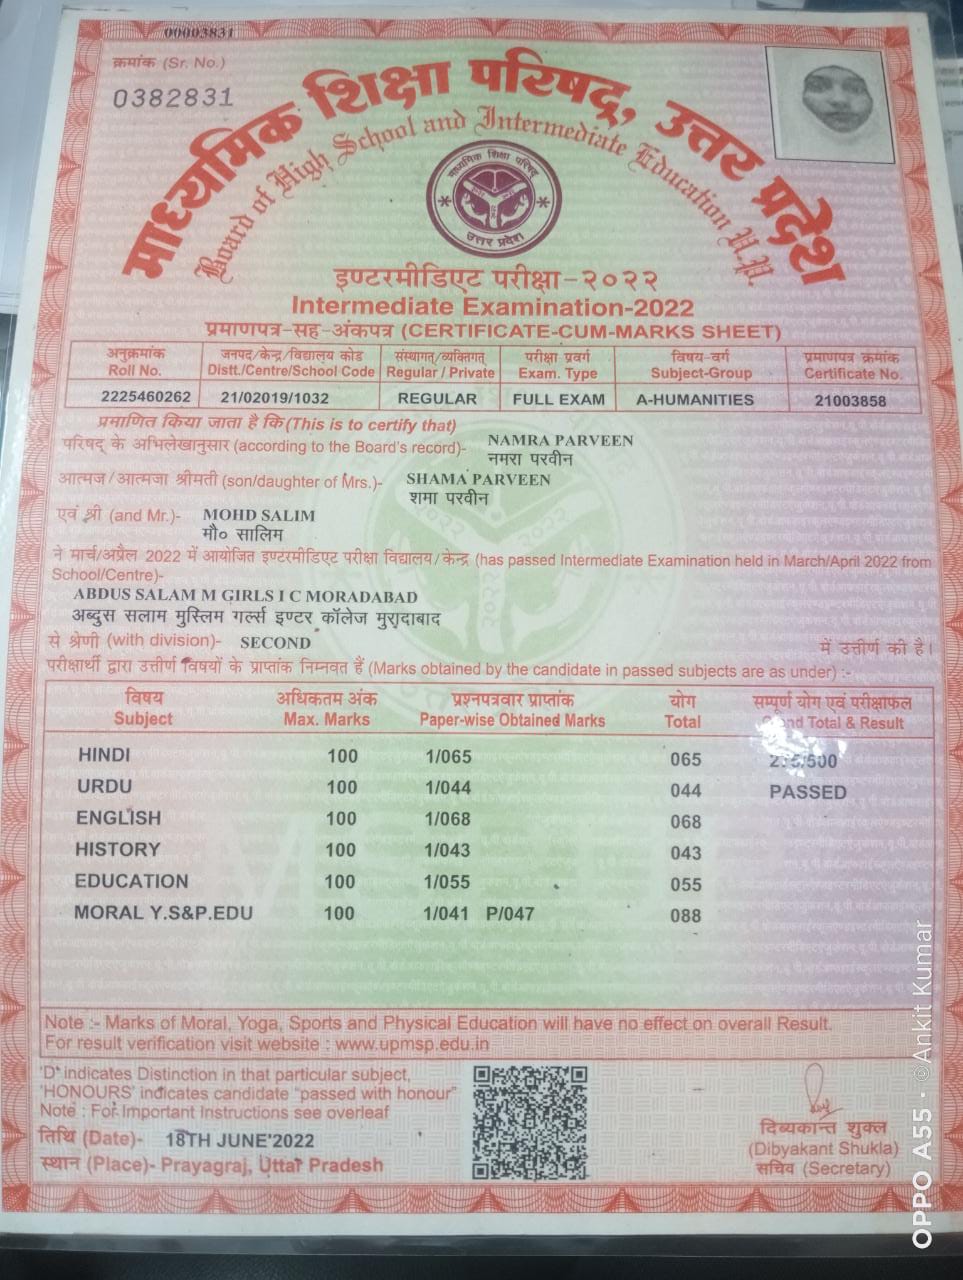 00003831
क्रमांक (Sr. No.)
0382831
माध्यमिक शिक्षा परिषद्, उत्तर प्रदेश
Board of High School and Intermediate Education U.P.
माध्यमिक शिक्षा परिषद
उत्तर प्रदेश
इण्टरमीडिएट परीक्षा-२०२२
Intermediate Examination-2022
प्रमाणपत्र-सह-अंकपत्र (CERTIFICATE-CUM-MARKS SHEET)
अनुक्रमांक जनपद/केन्द्र/विद्यालय कोड संस्थागत/व्यक्तिगत परीक्षा प्रवर्ग विषय-वर्ग प्रमाणपत्र क्रमांक
Roll No. Distt./Centre/School Code Regular / Private Exam. Type Subject-Group Certificate No.
2225460262 21/02019/1032 REGULAR FULL EXAM A-HUMANITIES 21003858
प्रमाणित किया जाता है कि (This is to certify that)
परिषद् के अभिलेखानुसार (according to the Board's record)- NAMRA PARVEEN
नमरा परवीन
आत्मज/आत्मजा श्रीमती (son/daughter of Mrs.)- SHAMA PARVEEN
शमा परवीन
एवं श्री (and Mr.)- MOHD SALIM
मौ० सालिम
ने मार्च/अप्रैल 2022 में आयोजित इण्टरमीडिएट परीक्षा विद्यालय/केन्द्र (has passed Intermediate Examination held in March/April 2022 from
School/Centre)-
ABDUS SALAM M GIRLS I C MORADABAD
अब्दुस सलाम मुस्लिम गर्ल्स इण्टर कॉलेज मुरादाबाद
से श्रेणी (with division)- SECOND में उत्तीर्ण की है।
परीक्षार्थी द्वारा उत्तीर्ण विषयों के प्राप्तांक निम्नवत हैं (Marks obtained by the candidate in passed subjects are as under) :-
विषय अधिकतम अंक प्रश्नपत्रवार प्राप्तांक योग सम्पूर्ण योग एवं परीक्षाफल
Subject Max. Marks Paper-wise Obtained Marks Total Grand Total & Result
HINDI 100 1/065 065 275/500
URDU 100 1/044 044 PASSED
ENGLISH 100 1/068 068
HISTORY 100 1/043 043
EDUCATION 100 1/055 055
MORAL Y.S&P.EDU 100 1/041 P/047 088
Note :- Marks of Moral, Yoga, Sports and Physical Education will have no effect on overall Result.
For result verification visit website : www.upmsp.edu.in
'D' indicates Distinction in that particular subject,
'HONOURS' indicates candidate "passed with honour"
Note : For Important Instructions see overleaf
तिथि (Date)- 18TH JUNE'2022
स्थान (Place)- Prayagraj, Uttar Pradesh
दिव्यकान्त शुक्ल
(Dibyakant Shukla)
सचिव (Secretary)
OPPO A55 · ©Ankit Kumar